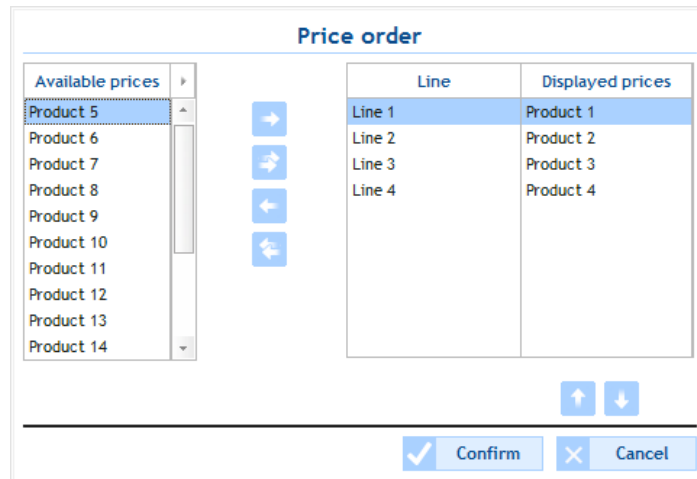 Price order
Available prices
Product 5
Product 6
Product 7
Product 8
Product 9
Product 10
Product 11
Product 12
Product 13
Product 14
Line Displayed prices
Line 1 Product 1
Line 2 Product 2
Line 3 Product 3
Line 4 Product 4
Confirm Cancel